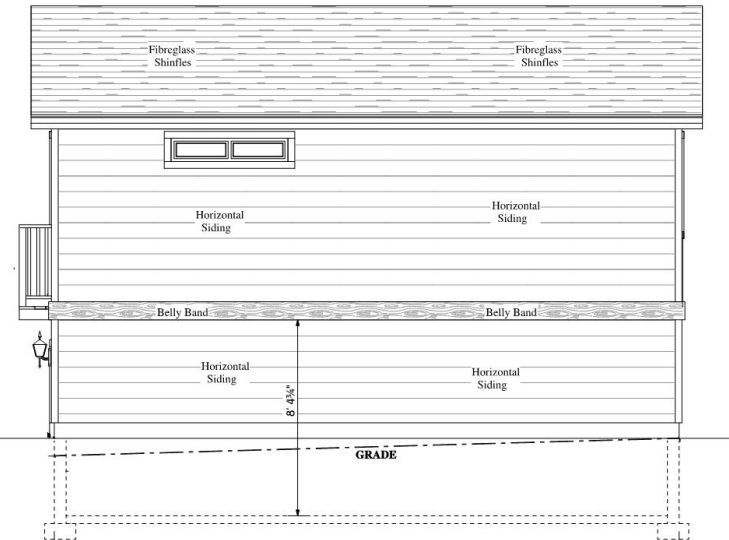 Fibreglass
Shinfles
Fibreglass
Shinfles
Horizontal
Siding
Horizontal
Siding
Belly Band
Belly Band
Horizontal
Siding
Horizontal
Siding
8' 4¾"
GRADE